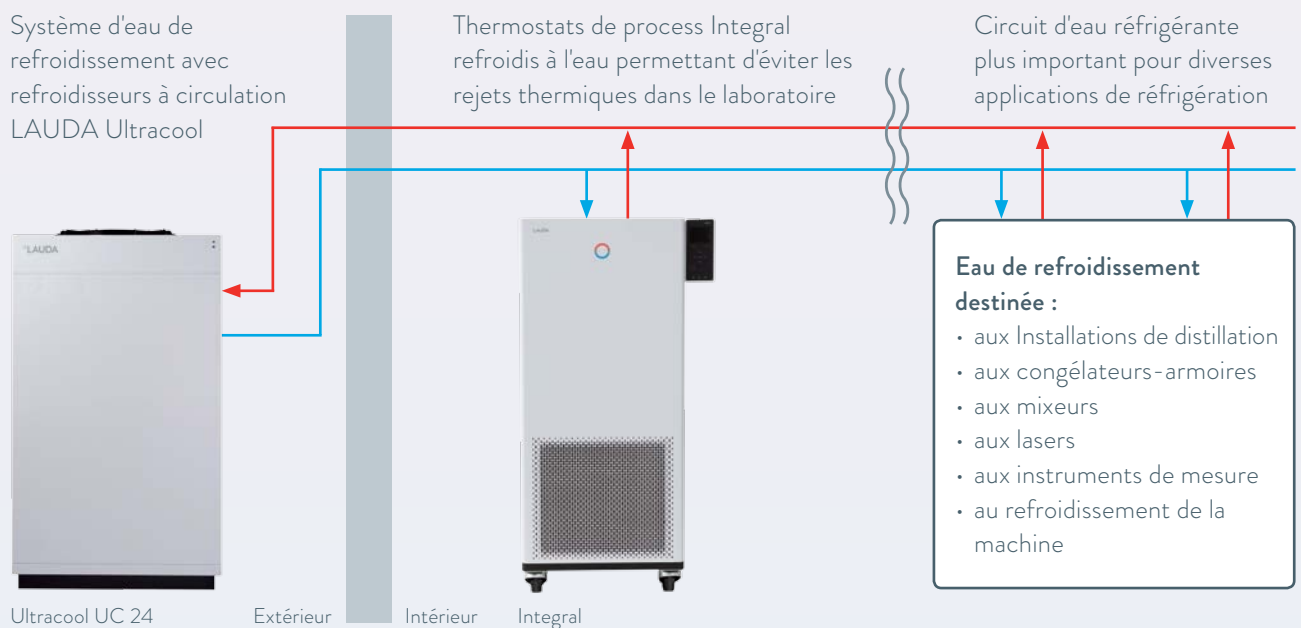 Système d'eau de
refroidissement avec
refroidisseurs à circulation
LAUDA Ultracool
Thermostats de process Integral
refroidis à l'eau permettant d'éviter les
rejets thermiques dans le laboratoire
Circuit d'eau réfrigérante
plus important pour diverses
applications de réfrigération
LAUDA
LAUDA
Eau de refroidissement
destinée :
• aux Installations de distillation
• aux congélateurs-armoires
• aux mixeurs
• aux lasers
• aux instruments de mesure
• au refroidissement de la
machine
Ultracool UC 24
Extérieur
Intérieur
Integral